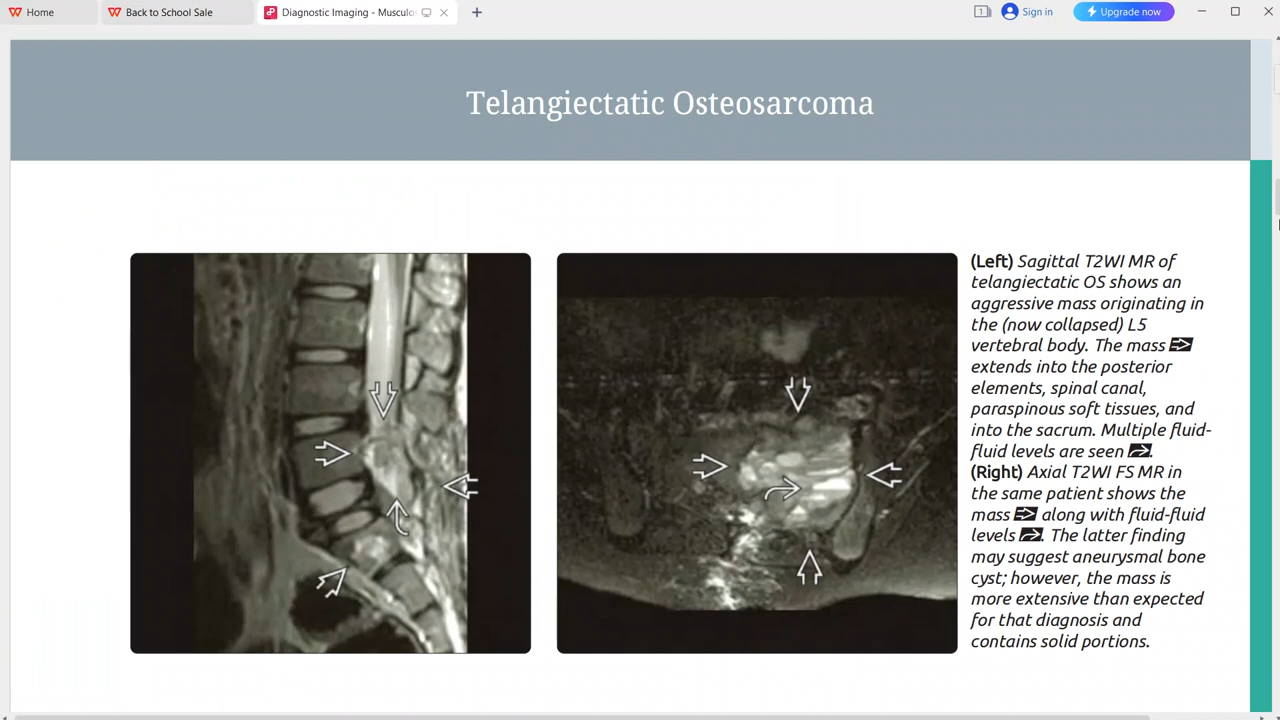 Home
Back to School Sale
Diagnostic Imaging - Musculos
1
Sign in
Upgrade now
Telangiectatic Osteosarcoma
(Left) Sagittal T2WI MR of
telangiectatic OS shows an
aggressive mass originating in
the (now collapsed) L5
vertebral body. The mass
extends into the posterior
elements, spinal canal,
paraspinous soft tissues, and
into the sacrum. Multiple fluid-
fluid levels are seen .
(Right) Axial T2WI FS MR in
the same patient shows the
mass along with fluid-fluid
levels . The latter finding
may suggest aneurysmal bone
cyst; however, the mass is
more extensive than expected
for that diagnosis and
contains solid portions.